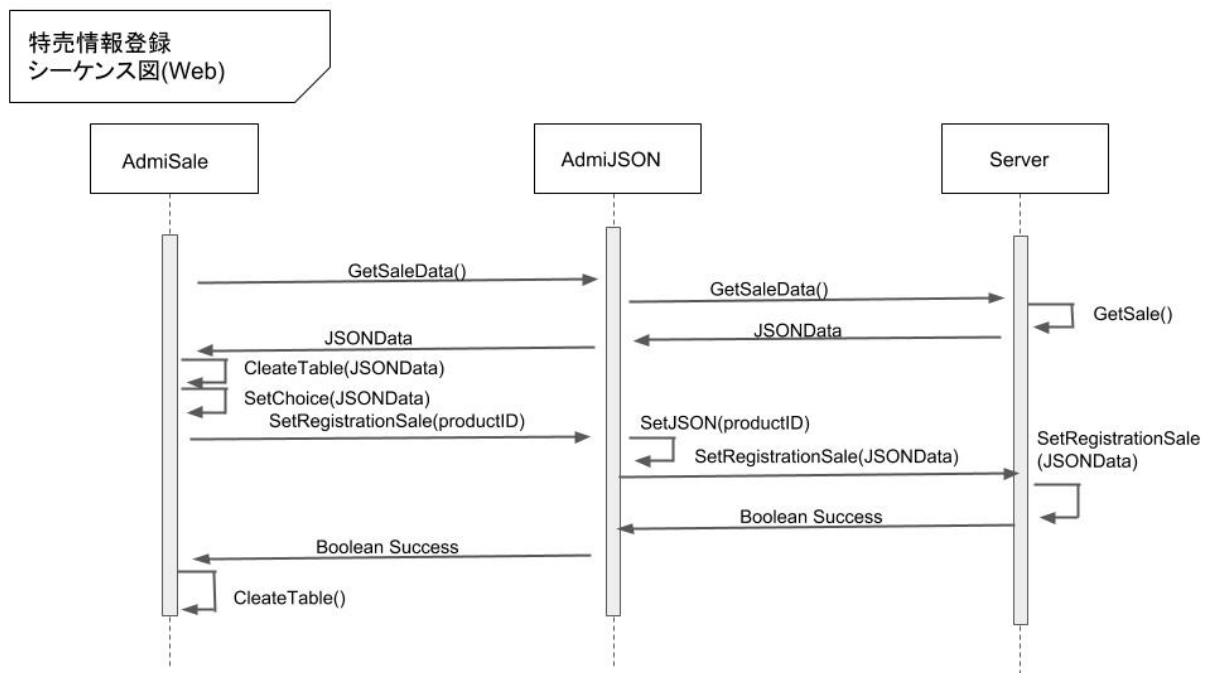 特売情報登録
シーケンス図(Web)
AdmiSale
AdmiJSON
Server
GetSaleData()
GetSaleData()
GetSale()
JSONData
JSONData
CleateTable(JSONData)
SetChoice(JSONData)
SetRegistrationSale(productID)
SetJSON(productID)
SetRegistrationSale(JSONData)
SetRegistrationSale
(JSONData)
Boolean Success
Boolean Success
CleateTable()